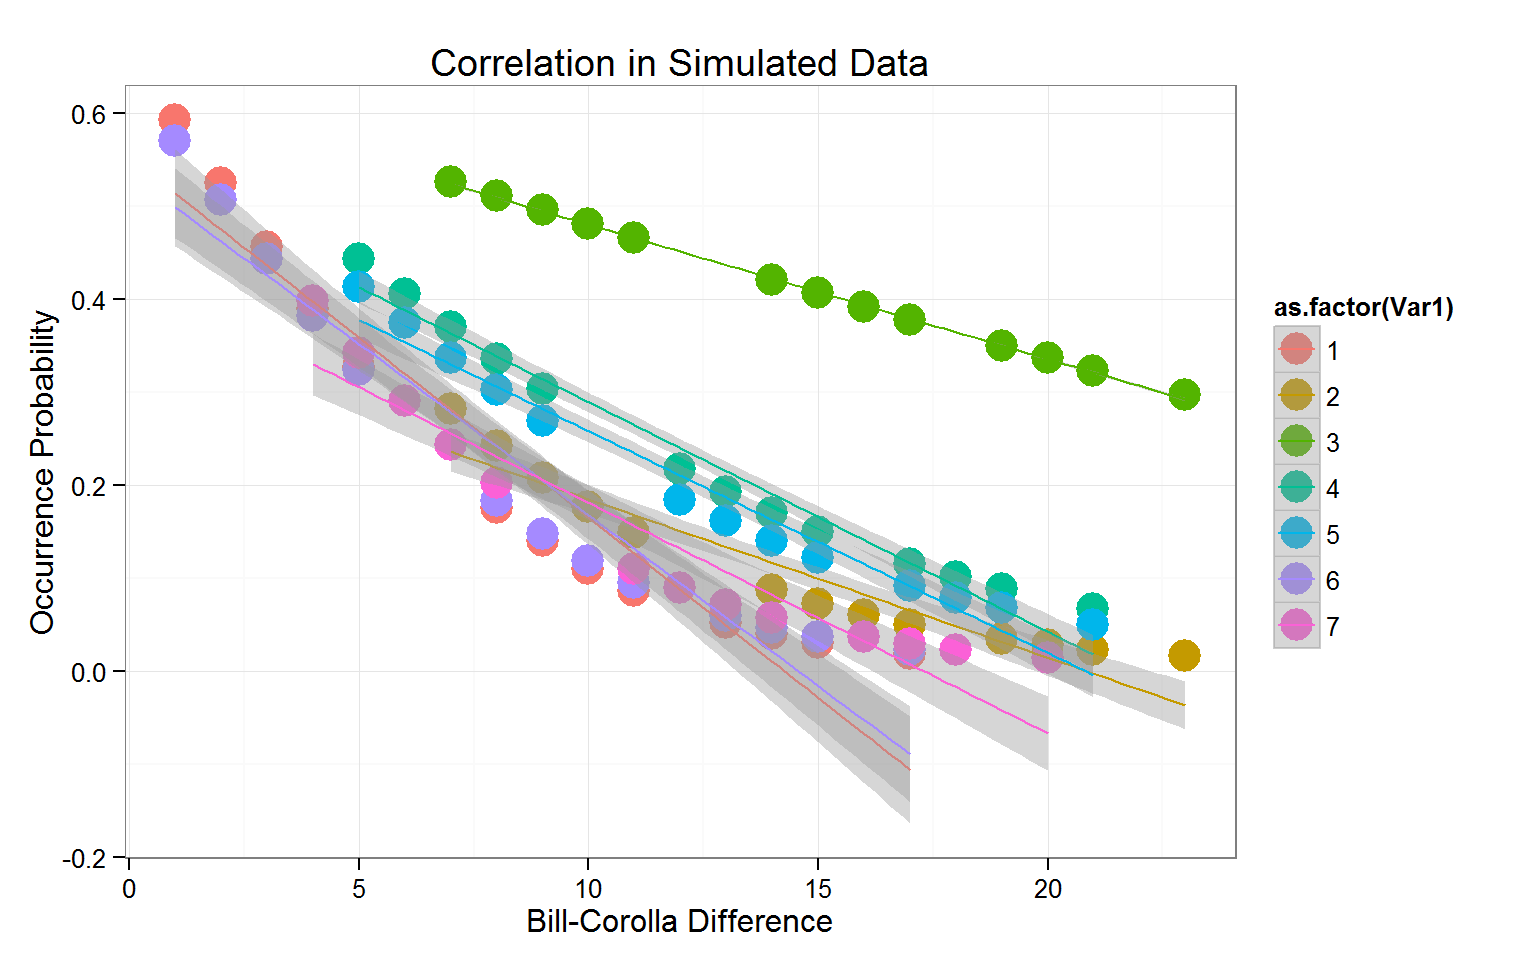 Correlation in Simulated Data
0.6
0.4
0.2
0.0
-0.2
Occurrence Probability
0 5 10 15 20
Bill-Corolla Difference
as.factor(Var1)
1
2
3
4
5
6
7